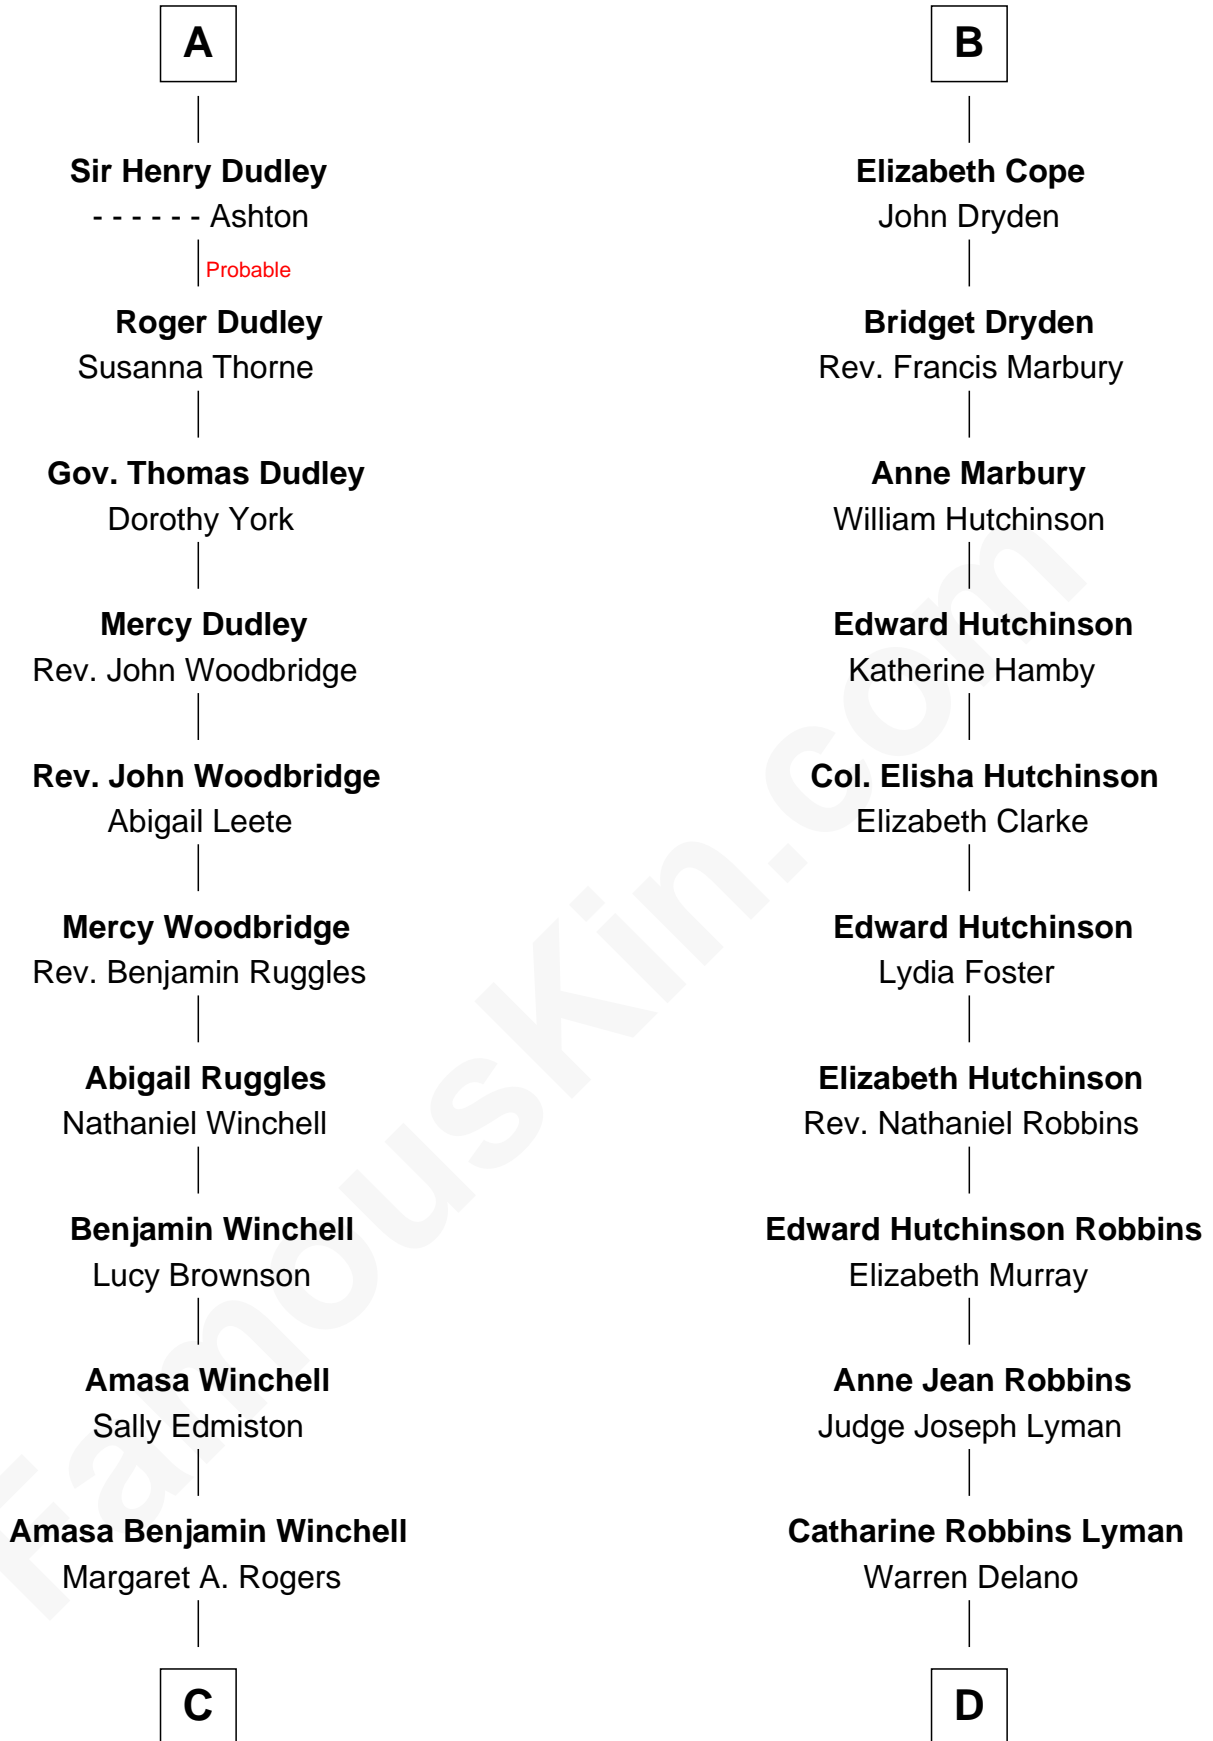 A
Sir Henry Dudley
- - - - - - Ashton
Probable
Roger Dudley
Susanna Thorne
Gov. Thomas Dudley
Dorothy York
Mercy Dudley
Rev. John Woodbridge
Rev. John Woodbridge
Abigail Leete
Mercy Woodbridge
Rev. Benjamin Ruggles
Abigail Ruggles
Nathaniel Winchell
Benjamin Winchell
Lucy Brownson
Amasa Winchell
Sally Edmiston
Amasa Benjamin Winchell
Margaret A. Rogers
C
B
Elizabeth Cope
John Dryden
Bridget Dryden
Rev. Francis Marbury
Anne Marbury
William Hutchinson
Edward Hutchinson
Katherine Hamby
Col. Elisha Hutchinson
Elizabeth Clarke
Edward Hutchinson
Lydia Foster
Elizabeth Hutchinson
Rev. Nathaniel Robbins
Edward Hutchinson Robbins
Elizabeth Murray
Anne Jean Robbins
Judge Joseph Lyman
Catharine Robbins Lyman
Warren Delano
D
FamousKin.com